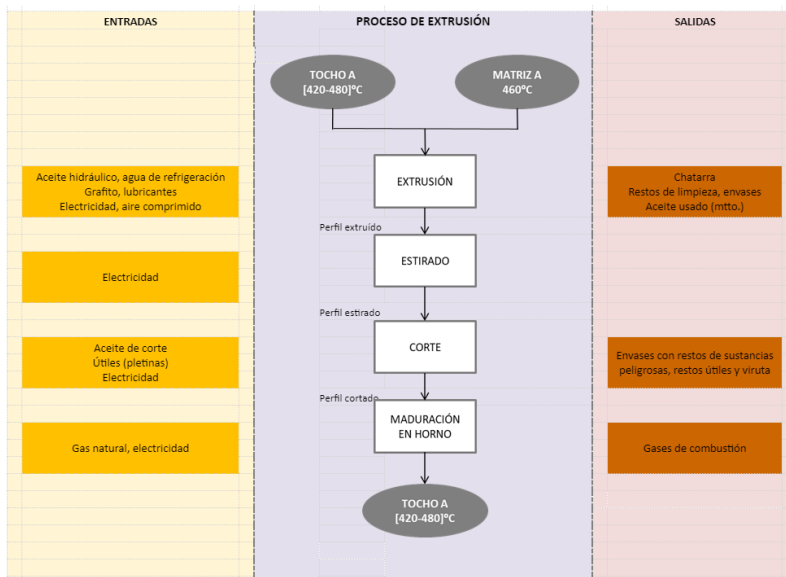 ENTRADAS
PROCESO DE EXTRUSIÓN
SALIDAS
TOCHO A
[420-480]ºC
MATRIZ A
460ºC
Aceite hidráulico, agua de refrigeración
Grafito, lubricantes
Electricidad, aire comprimido
EXTRUSIÓN
Chatarra
Restos de limpieza, envases
Aceite usado (mtto.)
Perfil extruído
Electricidad
ESTIRADO
Perfil estirado
Aceite de corte
Útiles (pletinas)
Electricidad
CORTE
Envases con restos de sustancias
peligrosas, restos útiles y viruta
Perfil cortado
Gas natural, electricidad
MADURACIÓN
EN HORNO
Gases de combustión
TOCHO A
[420-480]ºC